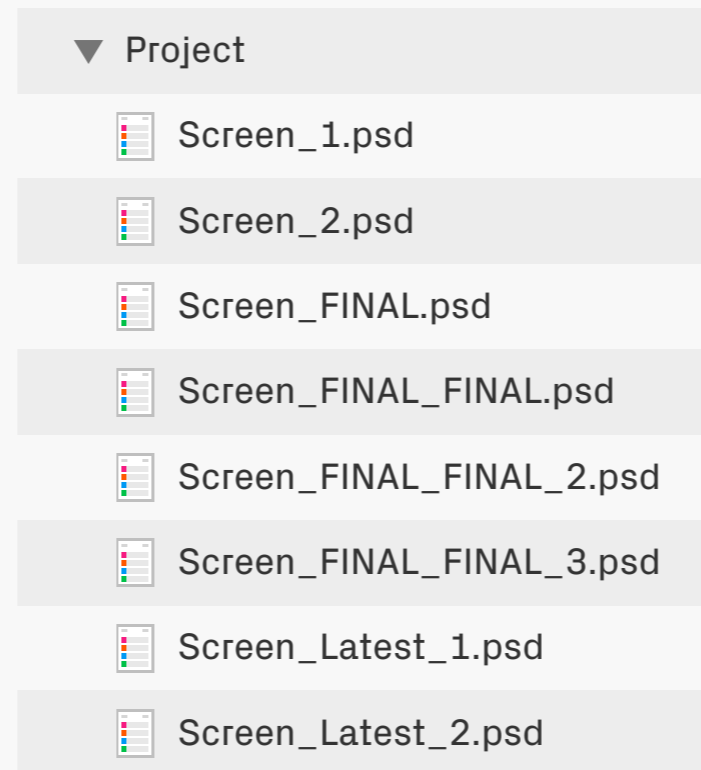 Project
Screen_1.psd
Screen_2.psd
Screen_FINAL.psd
Screen_FINAL_FINAL.psd
Screen_FINAL_FINAL_2.psd
Screen_FINAL_FINAL_3.psd
Screen_Latest_1.psd
Screen_Latest_2.psd